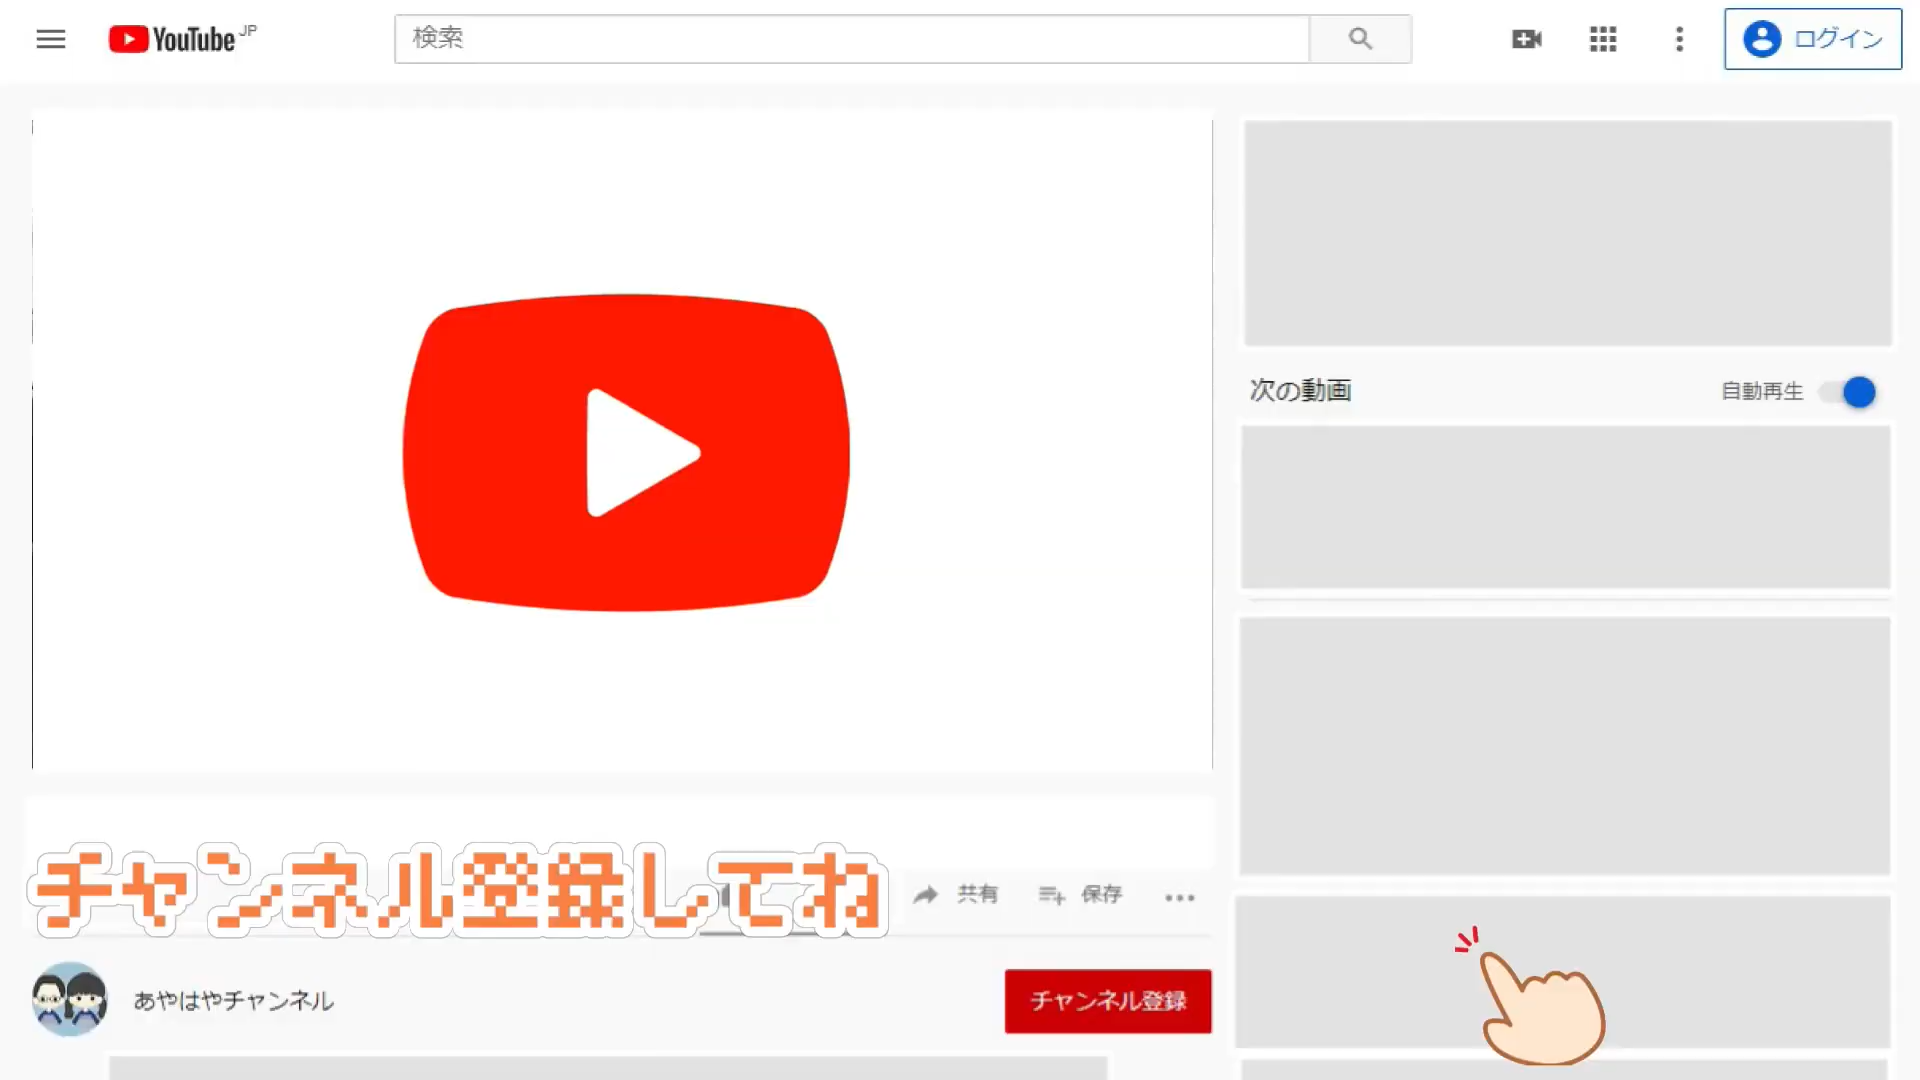 YouTube JP
検索
ログイン
次の動画
自動再生
チャンネル登録してね
共有
保存
あやはやチャンネル
チャンネル登録